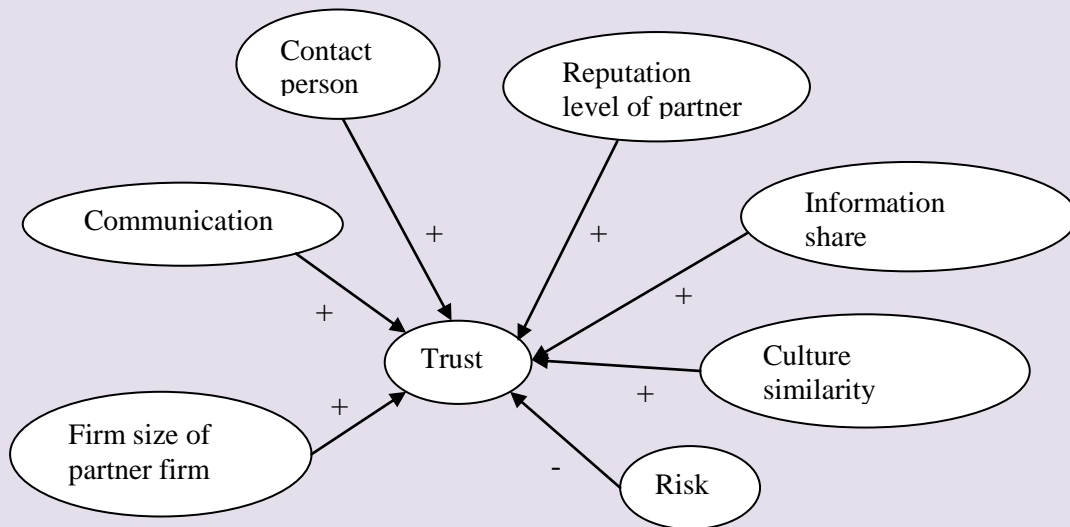 Contact
person
Reputation
level of partner
Communication
+
+
Information
share
+
+
Trust
Culture
similarity
+
+
Firm size of
partner firm
-
Risk